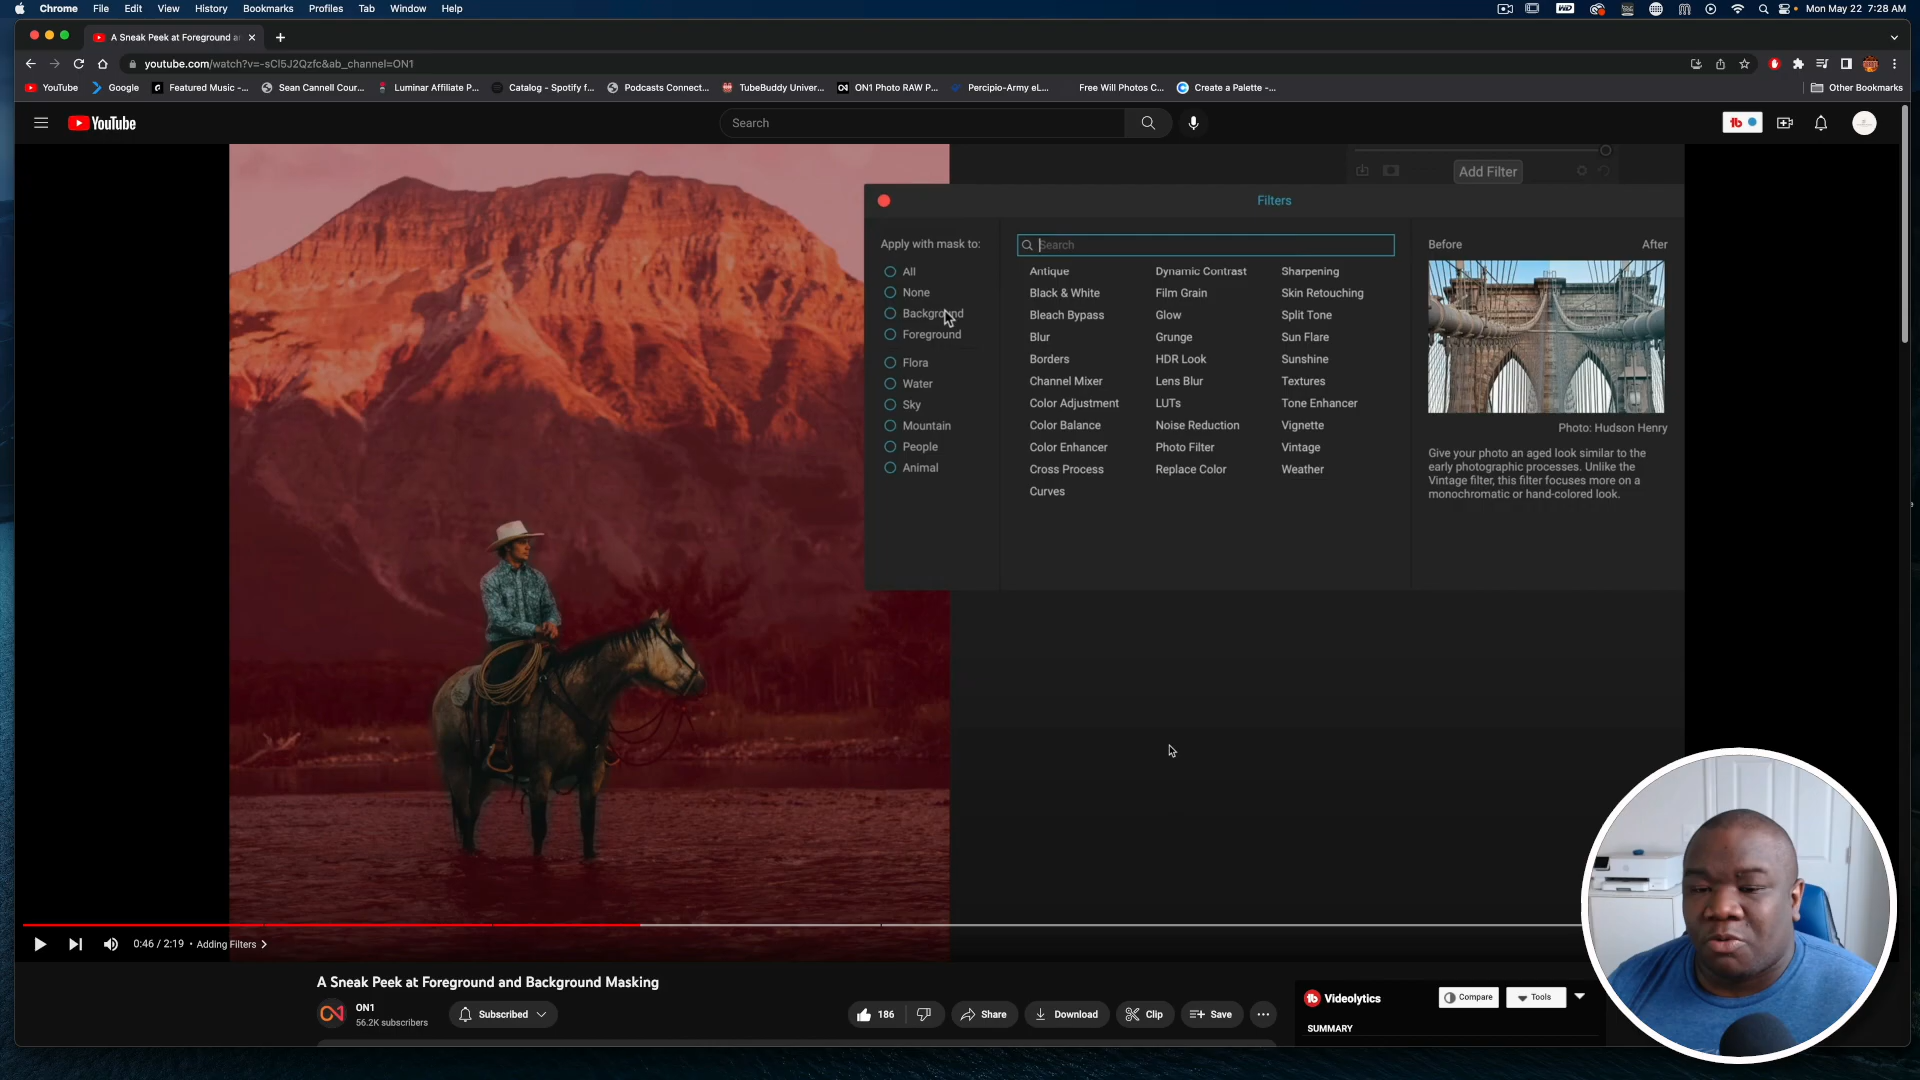 Chrome File Edit View History Bookmarks Profiles Tab Window Help
Mon May 22 7:28 AM
A Sneak Peek at Foreground a
youtube.com/watch?v=-sCl5J2Qzfc&ab_channel=ON1
YouTube Google Featured Music -... Sean Cannell Cour... Luminar Affiliate P... Catalog - Spotify f... Podcasts Connect... TubeBuddy Univer... ON1 Photo RAW P... Percipio-Army eL... Free Will Photos C... Create a Palette -... Other Bookmarks
YouTube
Search
Add Filter
Filters
Apply with mask to:
Search
Before After
All
None
Background
Foreground
Flora
Water
Sky
Mountain
People
Animal
Antique Dynamic Contrast Sharpening
Black & White Film Grain Skin Retouching
Bleach Bypass Glow Split Tone
Blur Grunge Sun Flare
Borders HDR Look Sunshine
Channel Mixer Lens Blur Textures
Color Adjustment LUTs Tone Enhancer
Color Balance Noise Reduction Vignette
Color Enhancer Photo Filter Vintage
Cross Process Replace Color Weather
Curves
Photo: Hudson Henry
Give your photo an aged look similar to the
early photographic processes. Unlike the
Vintage filter, this filter focuses more on a
monochromatic or hand-colored look.
0:46 / 2:19 • Adding Filters
A Sneak Peek at Foreground and Background Masking
ON1
56.2K subscribers
Subscribed
186
Share
Download
Clip
Save
Videolytics
Compare
Tools
SUMMARY